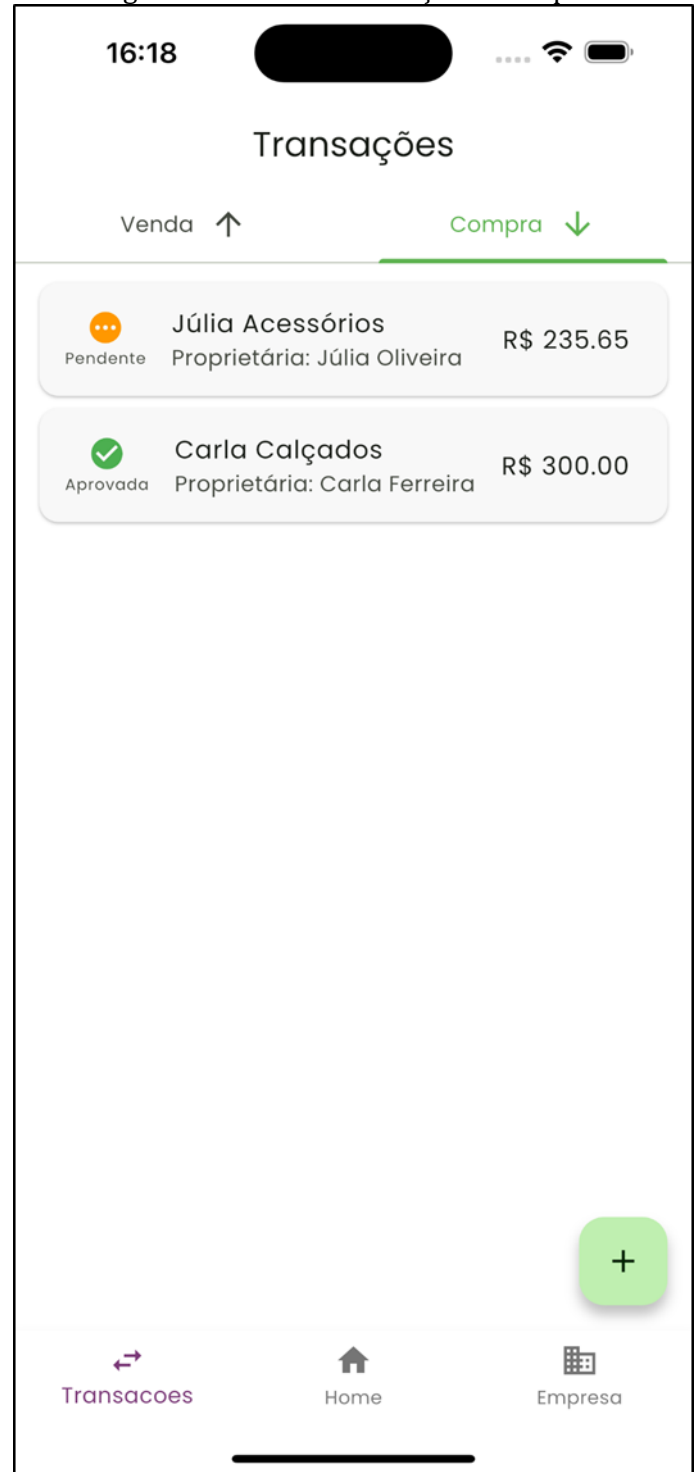 16:18
Transações
Venda
Compra
Júlia Acessórios
Pendente
Proprietária: Júlia Oliveira
R$ 235.65
Carla Calçados
Aprovada
Proprietária: Carla Ferreira
R$ 300.00
+
Transacoes
Home
Empresa